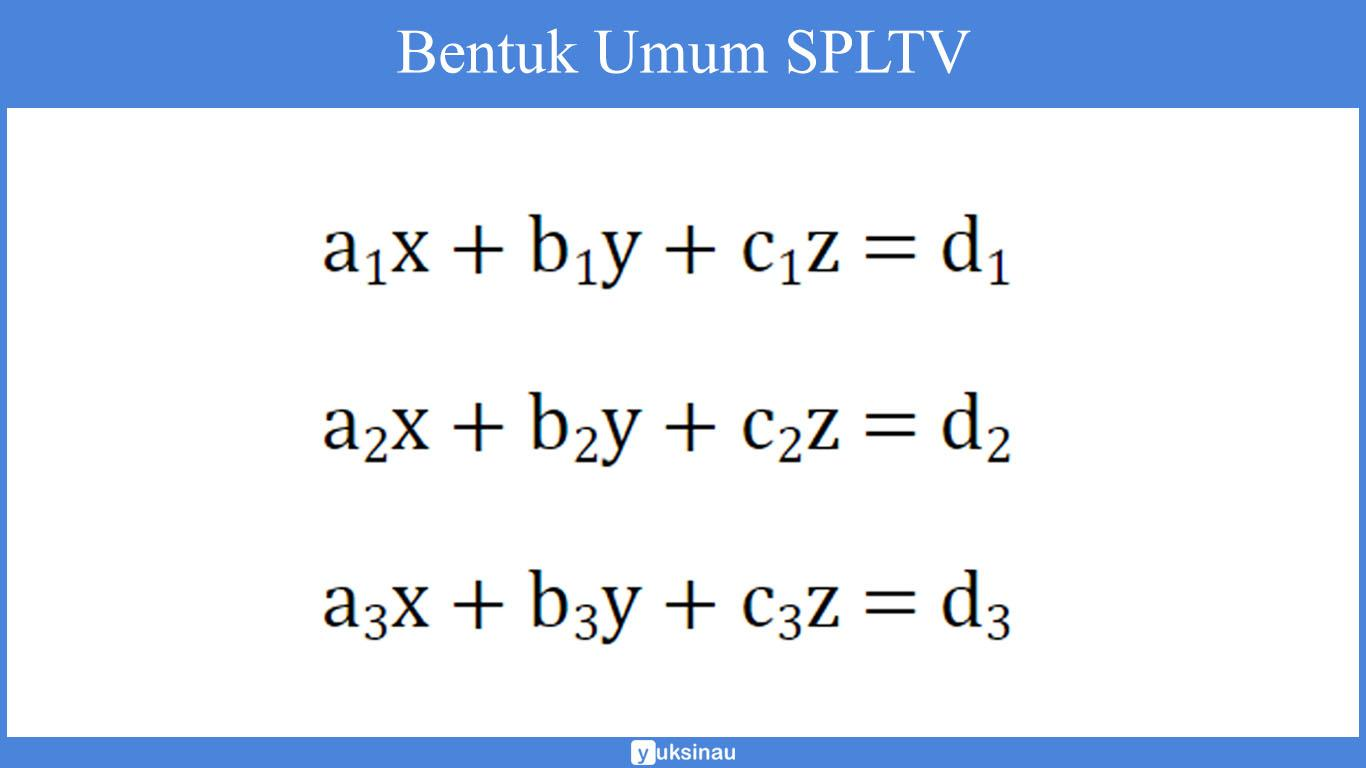 Bentuk Umum SPLTV
a₁x + b₁y + c₁z = d₁
a₂x + b₂y + c₂z = d₂
a₃x + b₃y + c₃z = d₃
yuksinau